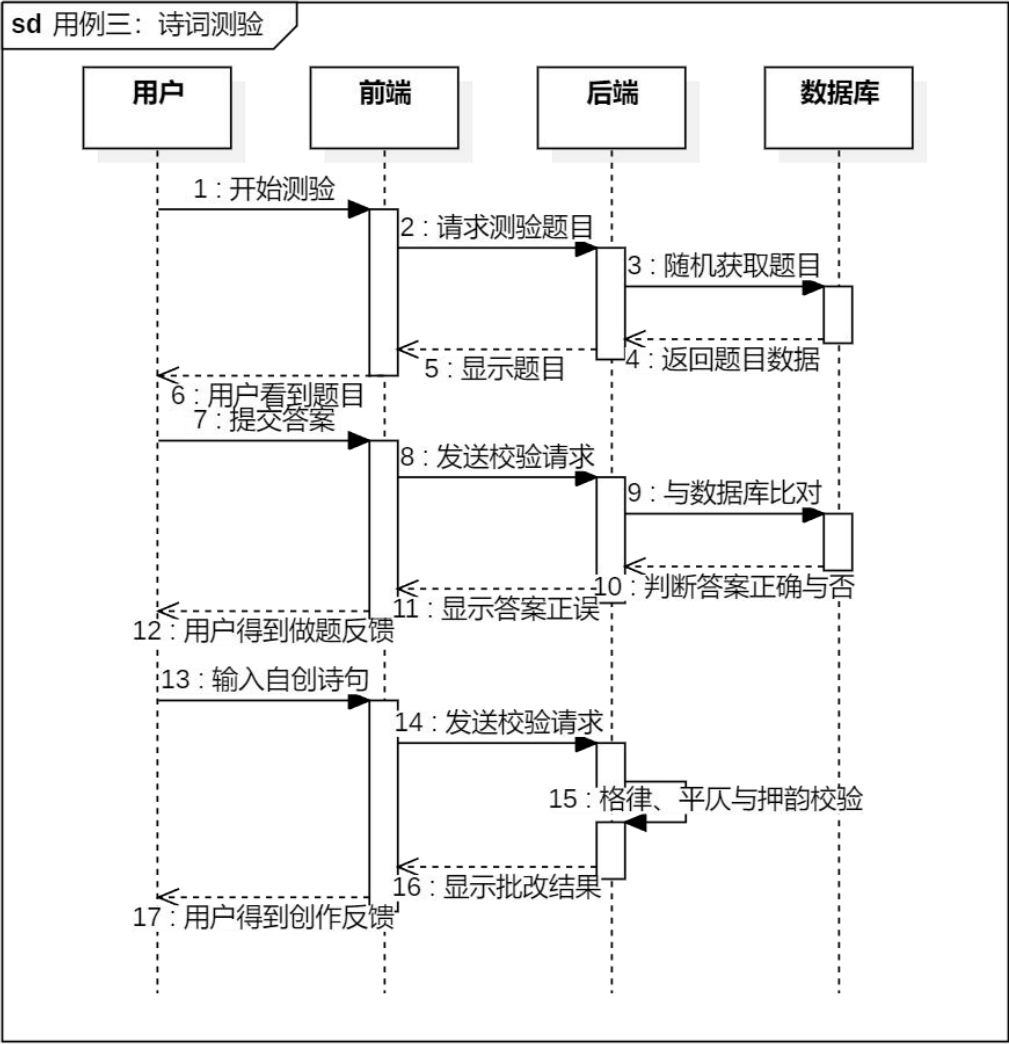 sd 用例三：诗词测验
用户
前端
后端
数据库
1 : 开始测验
2 : 请求测验题目
3 : 随机获取题目
4 : 返回题目数据
5 : 显示题目
6 : 用户看到题目
7 : 提交答案
8 : 发送校验请求
9 : 与数据库比对
10 : 判断答案正确与否
11 : 显示答案正误
12 : 用户得到做题反馈
13 : 输入自创诗句
14 : 发送校验请求
15 : 格律、平仄与押韵校验
16 : 显示批改结果
17 : 用户得到创作反馈